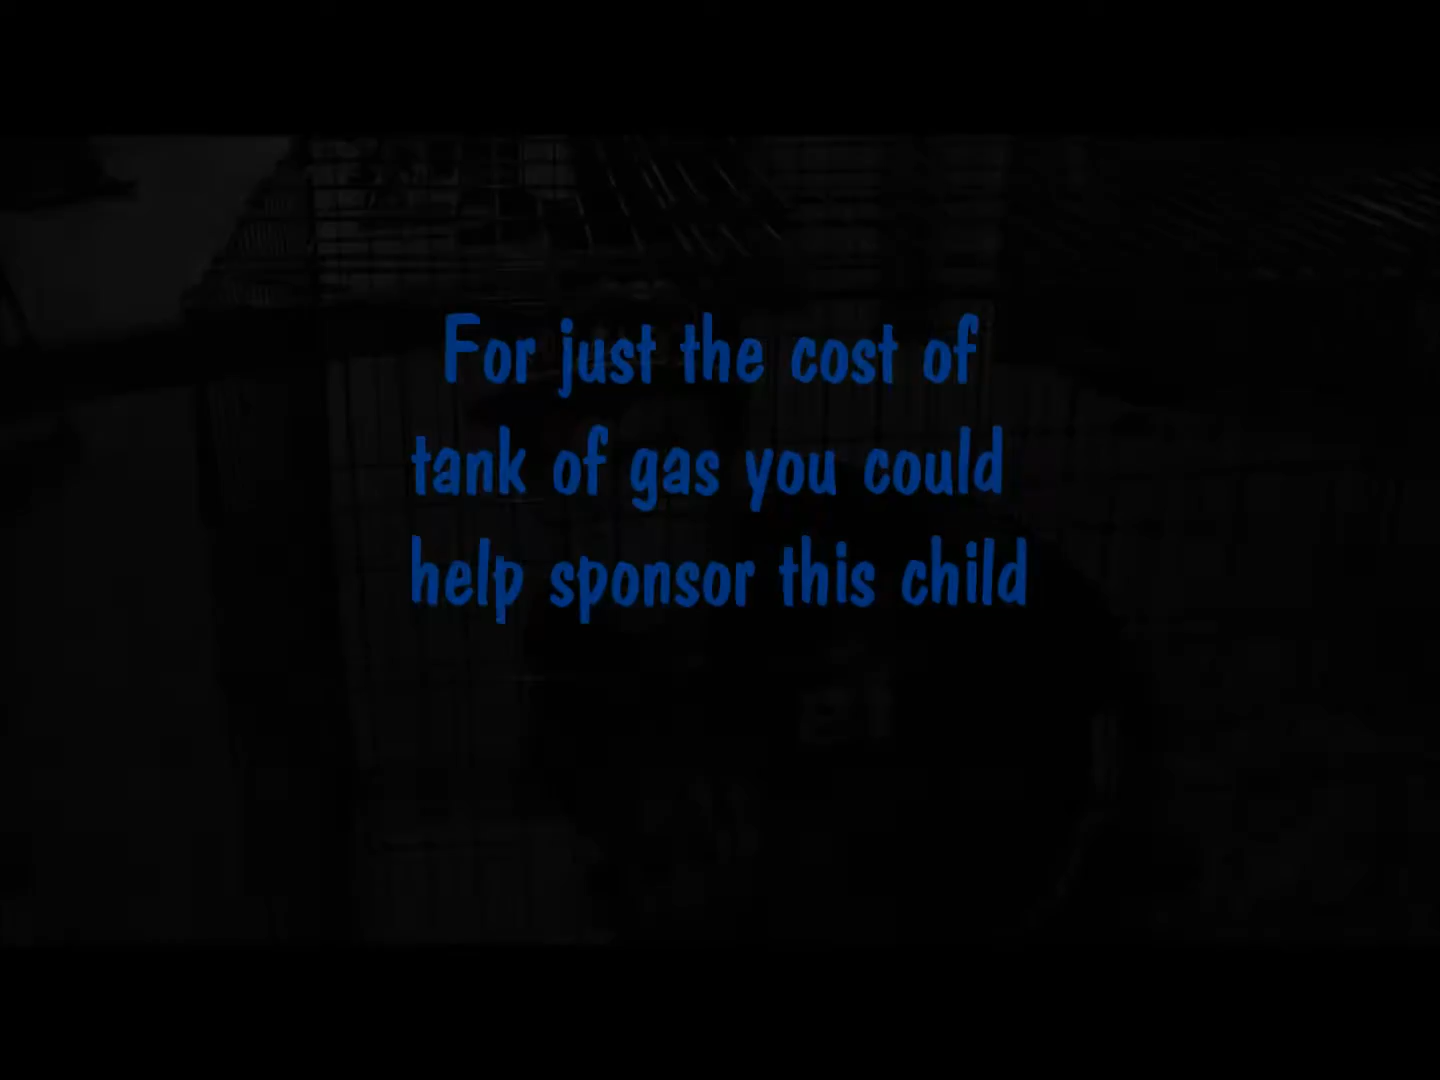 For just the cost of
tank of gas you could
help sponsor this child